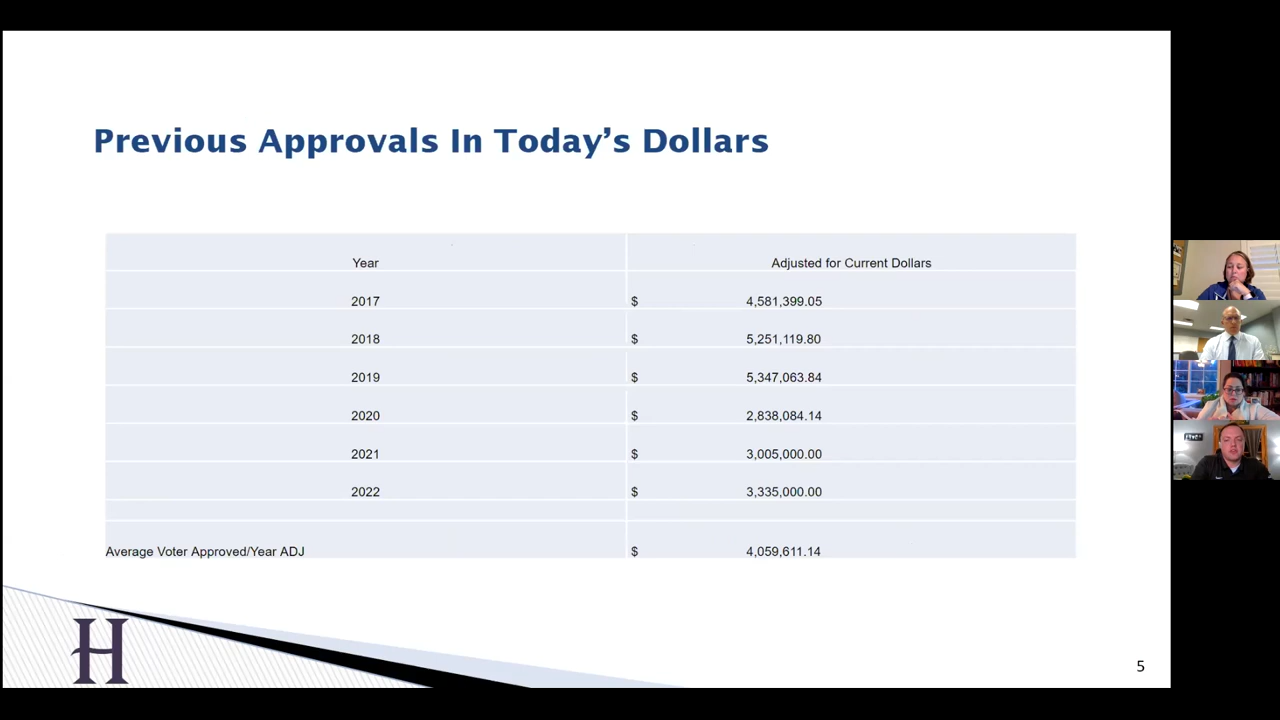 Previous Approvals In Today’s Dollars
Year Adjusted for Current Dollars
2017 $ 4,581,399.05
2018 $ 5,251,119.80
2019 $ 5,347,063.84
2020 $ 2,838,084.14
2021 $ 3,005,000.00
2022 $ 3,335,000.00
Average Voter Approved/Year ADJ $ 4,059,611.14
H
5